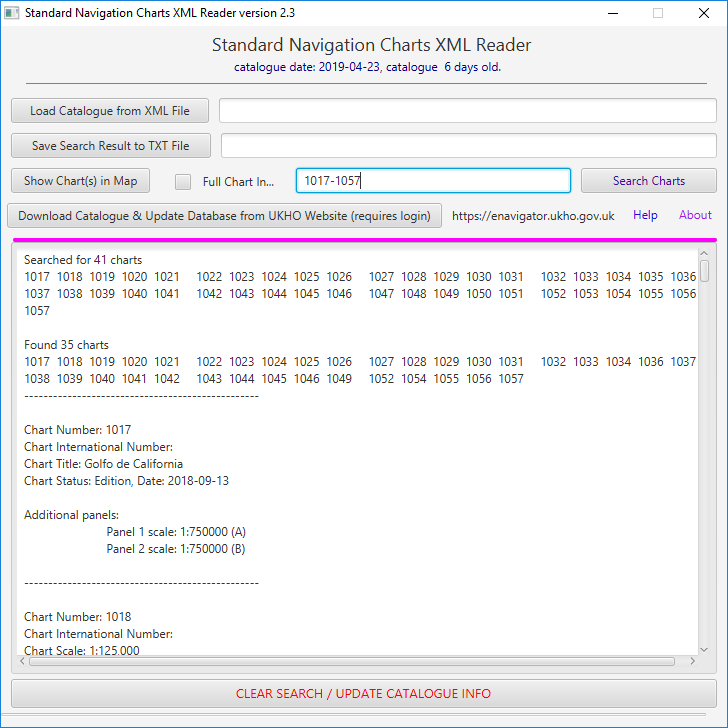 Standard Navigation Charts XML Reader version 2.3
Standard Navigation Charts XML Reader
catalogue date: 2019-04-23, catalogue 6 days old.
Load Catalogue from XML File
Save Search Result to TXT File
Show Chart(s) in Map Full Chart In... 1017-1057 Search Charts
Download Catalogue & Update Database from UKHO Website (requires login) https://enavigator.ukho.gov.uk Help About
Searched for 41 charts
1017 1018 1019 1020 1021 1022 1023 1024 1025 1026 1027 1028 1029 1030 1031 1032 1033 1034 1035 1036
1037 1038 1039 1040 1041 1042 1043 1044 1045 1046 1047 1048 1049 1050 1051 1052 1053 1054 1055 1056
1057
Found 35 charts
1017 1018 1019 1020 1021 1022 1023 1024 1025 1026 1027 1028 1029 1030 1031 1032 1033 1034 1036 1037
1038 1039 1040 1041 1042 1043 1044 1045 1046 1049 1052 1054 1055 1056 1057
-------------------------------------------------
Chart Number: 1017
Chart International Number:
Chart Title: Golfo de California
Chart Status: Edition, Date: 2018-09-13
Additional panels:
Panel 1 scale: 1:750000 (A)
Panel 2 scale: 1:750000 (B)
-------------------------------------------------
Chart Number: 1018
Chart International Number:
Chart Scale: 1:125.000
CLEAR SEARCH / UPDATE CATALOGUE INFO